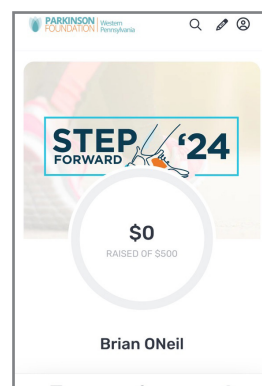 PARKINSON Western
FOUNDATION Pennsylvania
STEP
FORWARD
'24
$0
RAISED OF $500
Brian ONeil